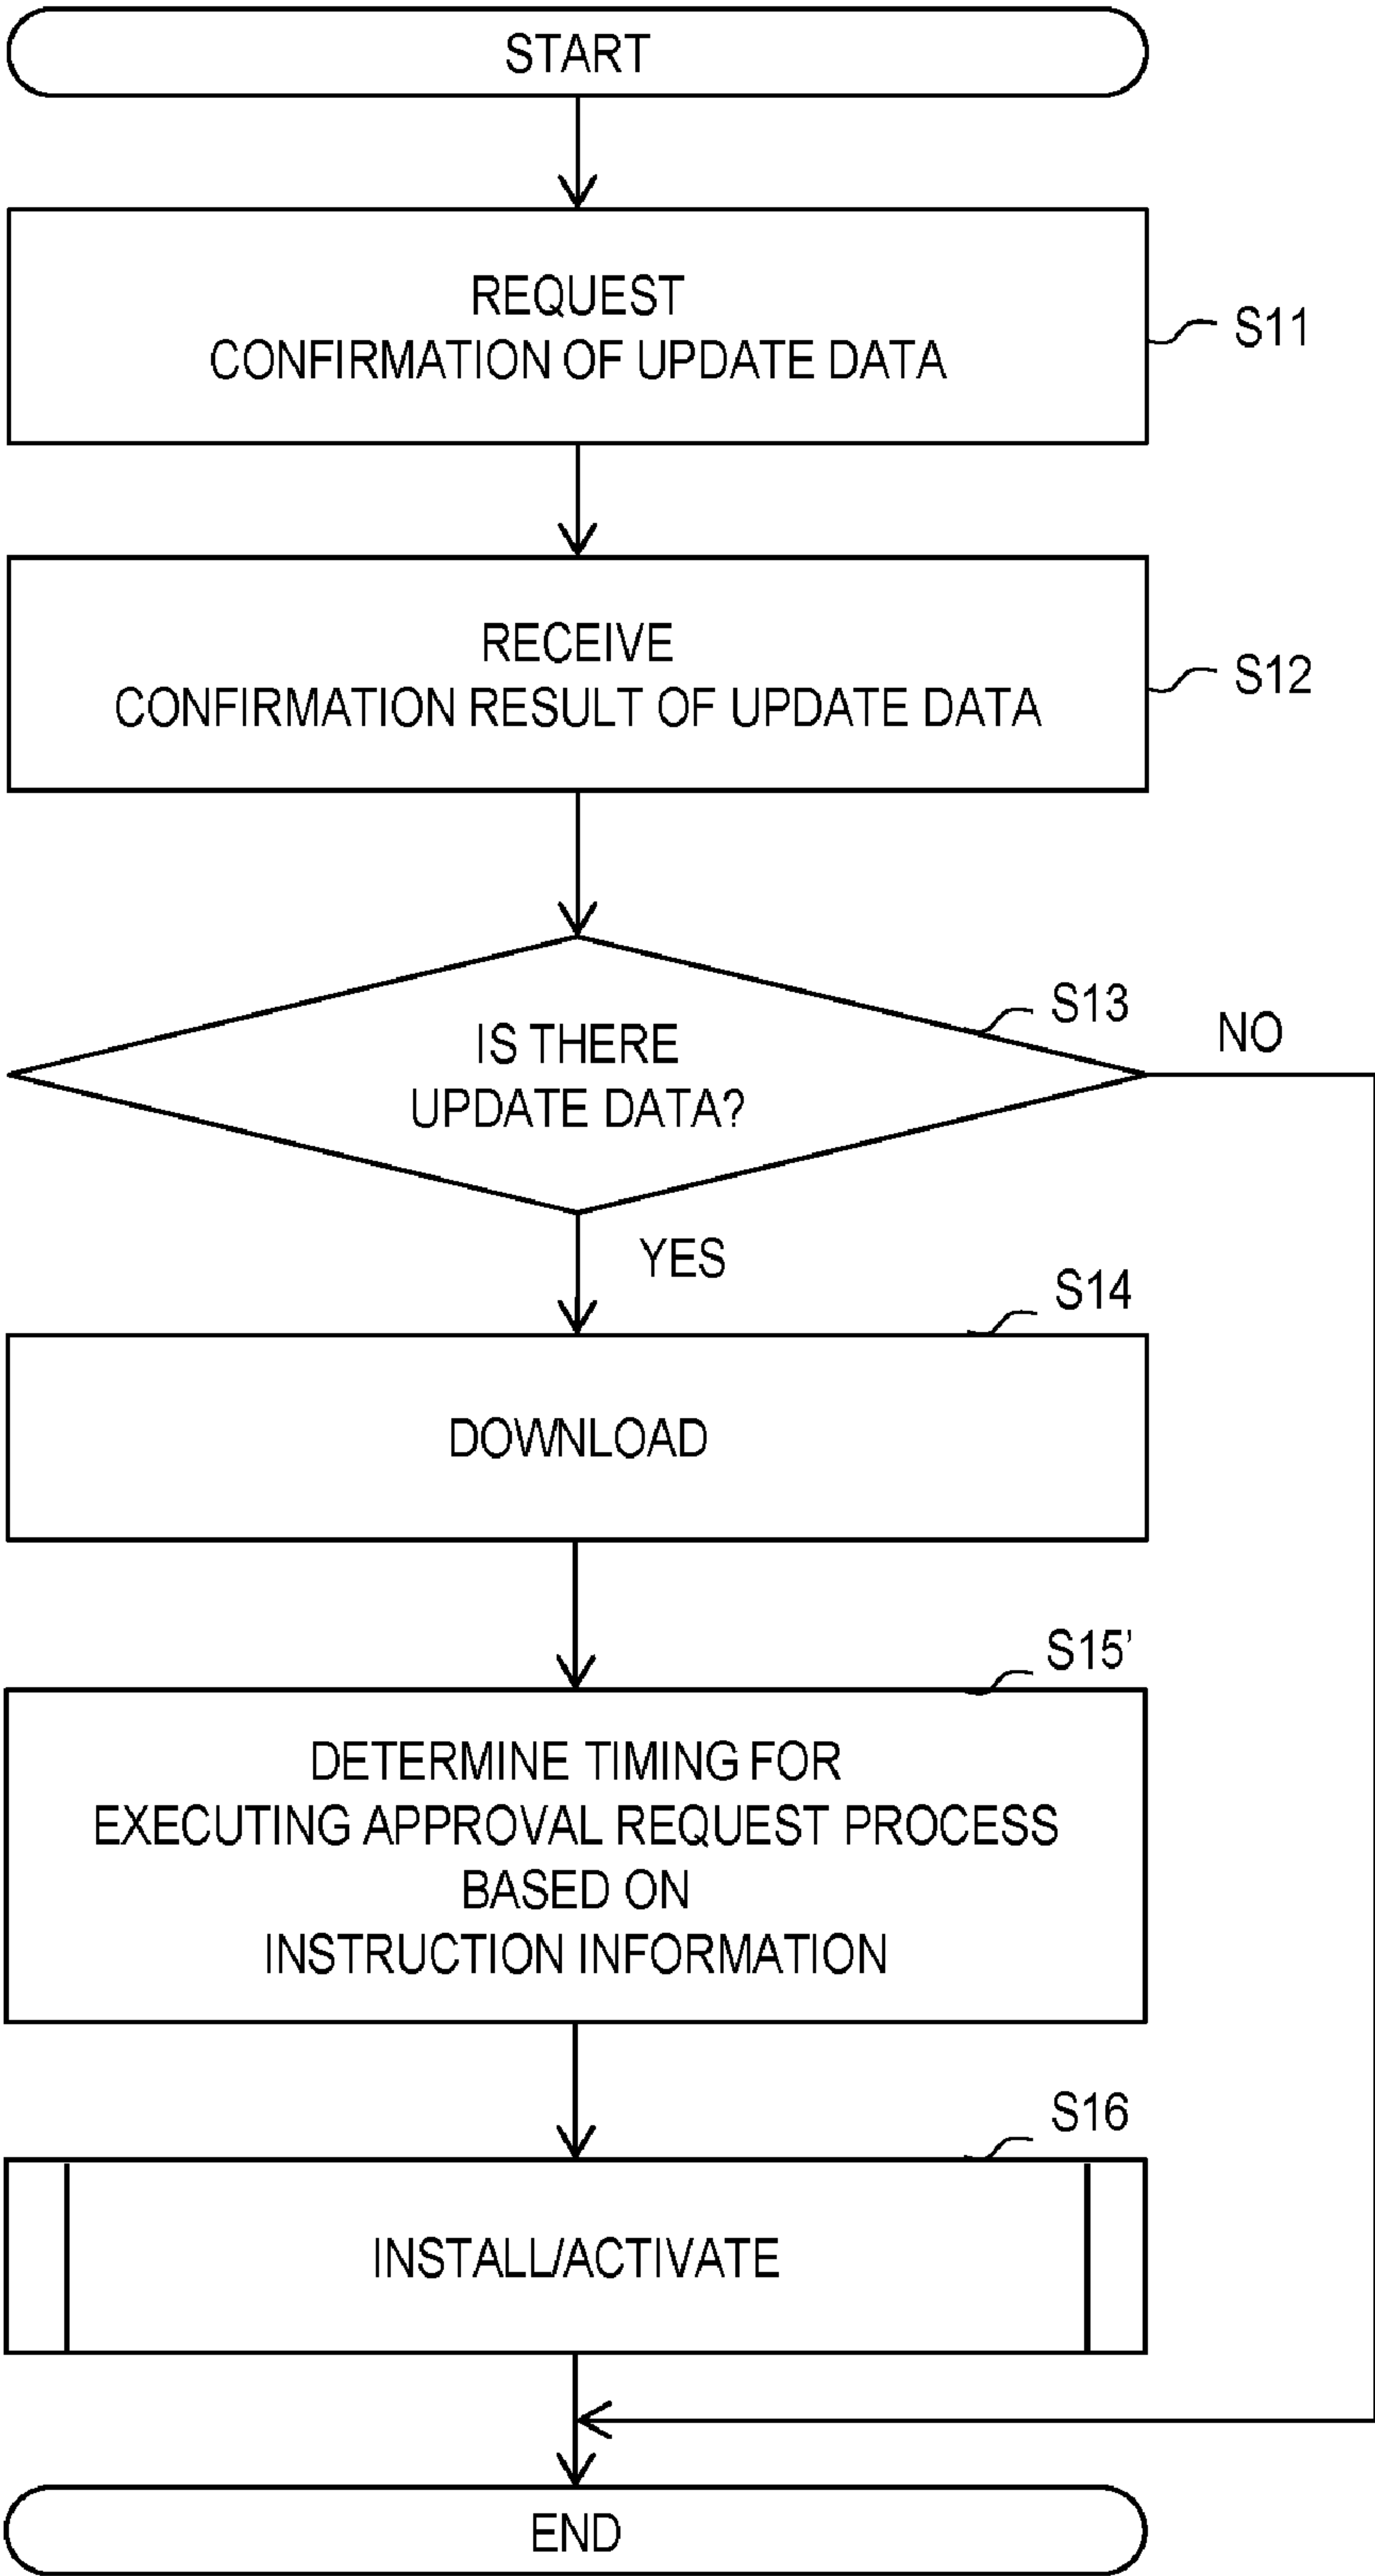 START
REQUEST
CONFIRMATION OF UPDATE DATA
S11
RECEIVE
CONFIRMATION RESULT OF UPDATE DATA
S12
S13
IS THERE
UPDATE DATA?
NO
YES
S14
DOWNLOAD
S15’
DETERMINE TIMING FOR
EXECUTING APPROVAL REQUEST PROCESS
BASED ON
INSTRUCTION INFORMATION
S16
INSTALL/ACTIVATE
END